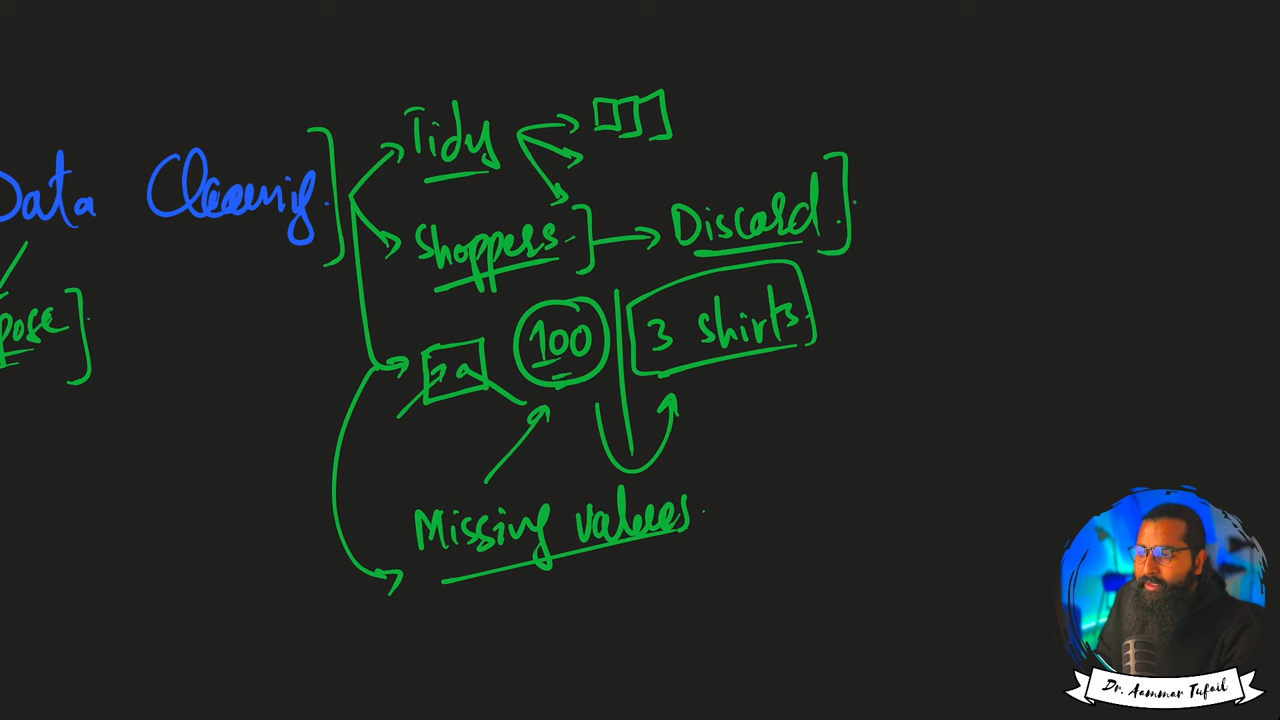 Tidy
Data Cleaning.
Shoppers. Discard.
pose
100 3 shirts.
Missing values.
Dr. Aammar Tufail